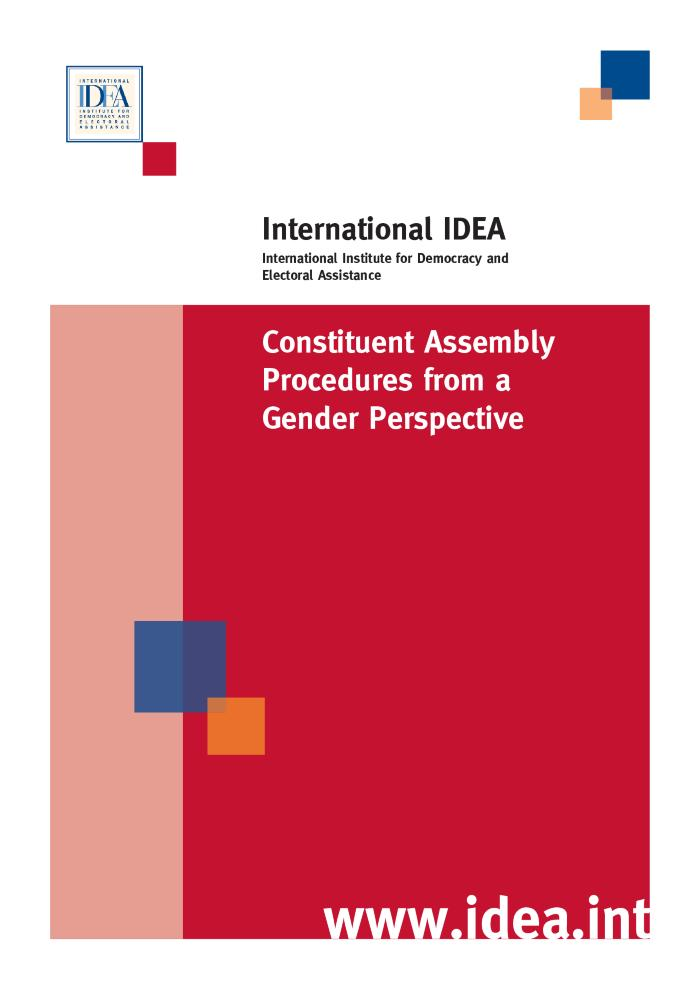 INTERNATIONAL
IDEA
INSTITUTE FOR
DEMOCRACY AND
ELECTORAL
ASSISTANCE
International IDEA
International Institute for Democracy and
Electoral Assistance
Constituent Assembly
Procedures from a
Gender Perspective
www.idea.int